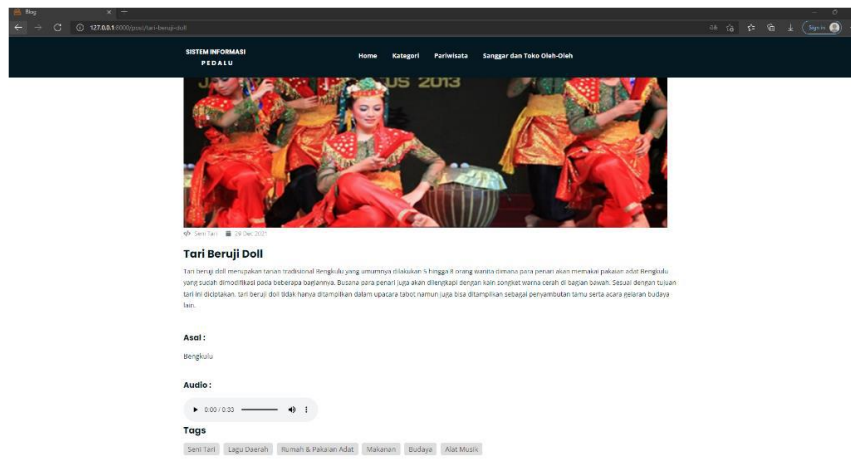 Blog
127.0.0.1:8000/post/tari-beruji-doll
Sign in
SISTEM INFORMASI
PEDALU
Home Kategori Pariwisata Sanggar dan Toko Oleh-Oleh
US 2013
Seni Tari 29 Dec 2021
Tari Beruji Doll
Tari beruji doll merupakan tarian tradisional Bengkulu yang umumnya dilakukan 5 hingga 8 orang wanita dimana para penari akan memakai pakaian adat Bengkulu
yang sudah dimodifikasi pada beberapa bagiannya. Busana para penari juga akan dilengkapi dengan kain songket warna cerah di bagian bawah. Sesuai dengan tujuan
tari ini diciptakan, tari beruji doll tidak hanya ditampilkan dalam upacara tabot namun juga bisa ditampilkan sebagai penyambutan tamu serta acara gelaran budaya
lain.
Asal :
Bengkulu
Audio :
0:00 / 0:33
Tags
Seni Tari Lagu Daerah Rumah & Pakaian Adat Makanan Budaya Alat Musik